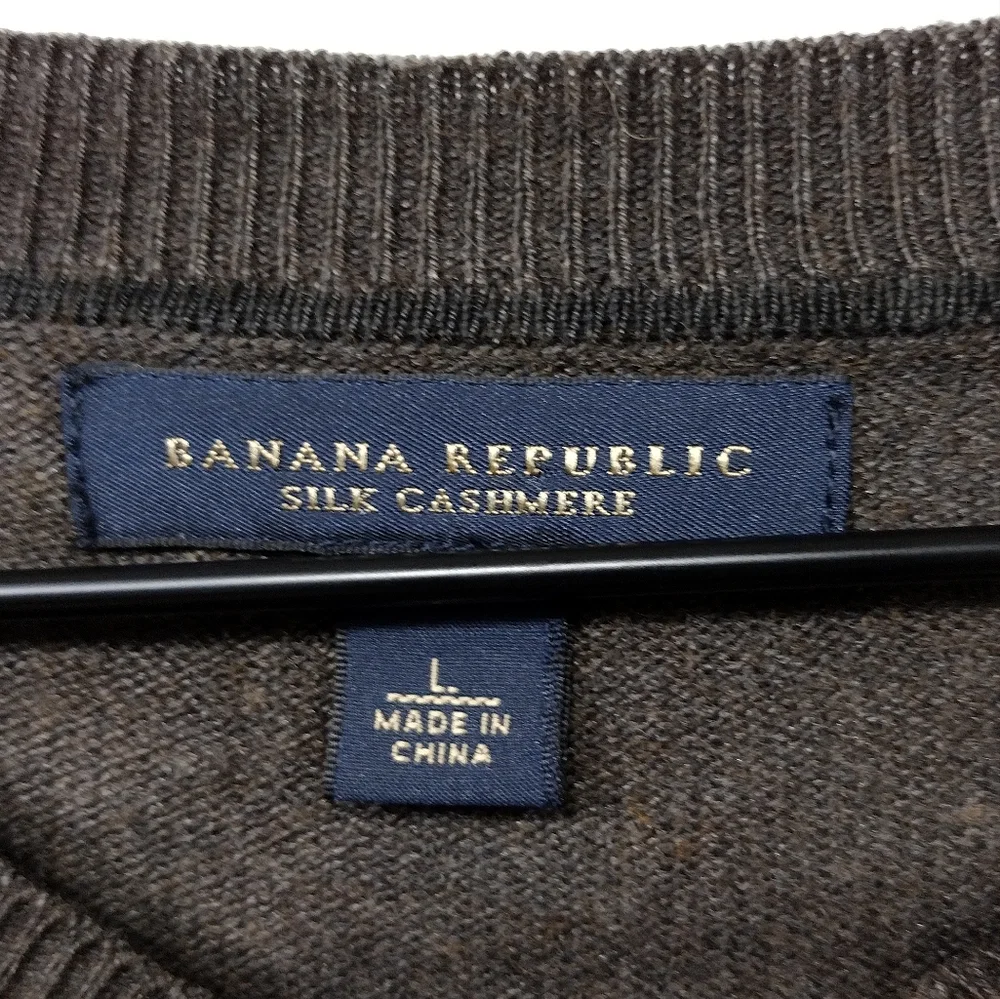 BANANA REPUBLIC
SILK CASHMERE
L.
MADE IN
CHINA